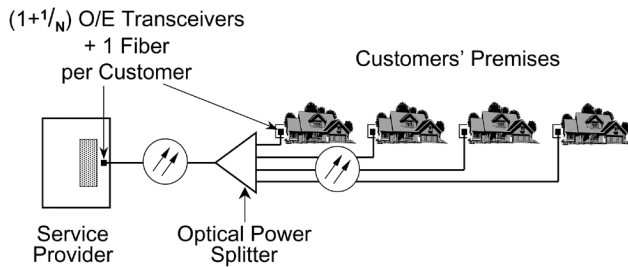 (1+1/N) O/E Transceivers
+ 1 Fiber
per Customer
Customers' Premises
Service
Provider
Optical Power
Splitter